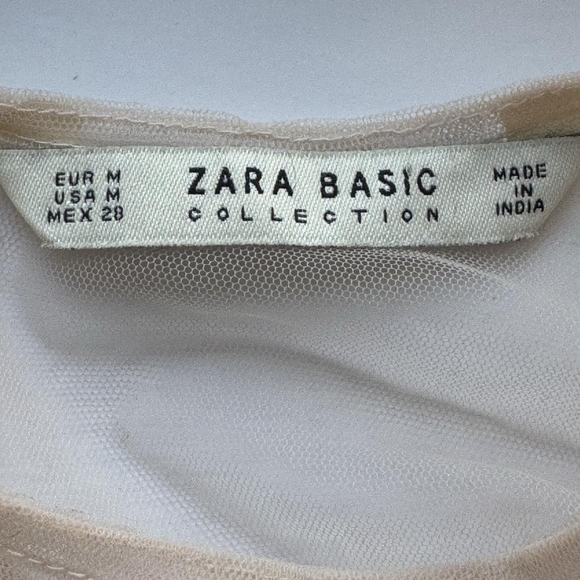 EUR M
USA M
MEX 28
ZARA BASIC
COLLECTION
MADE
IN
INDIA